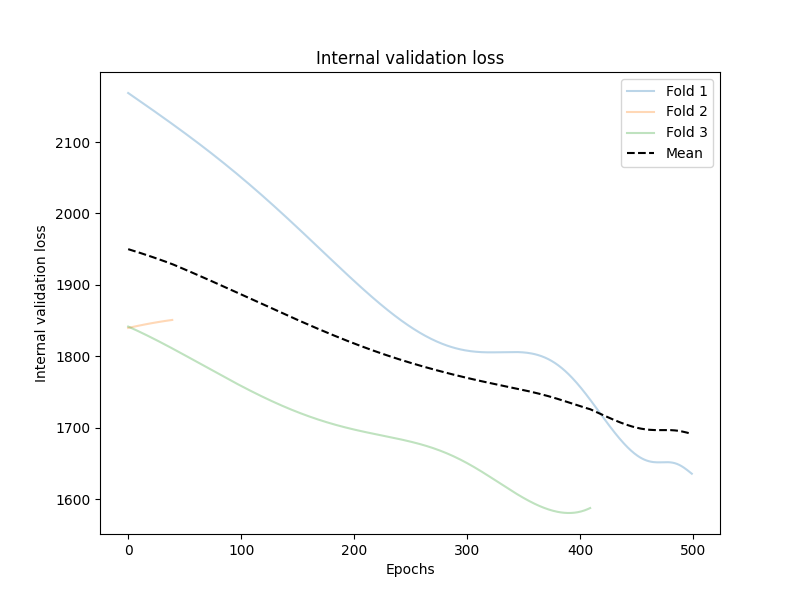 Internal validation loss
Fold 1
Fold 2
Fold 3
Mean
Internal validation loss
2100
2000
1900
1800
1700
1600
0 100 200 300 400 500
Epochs